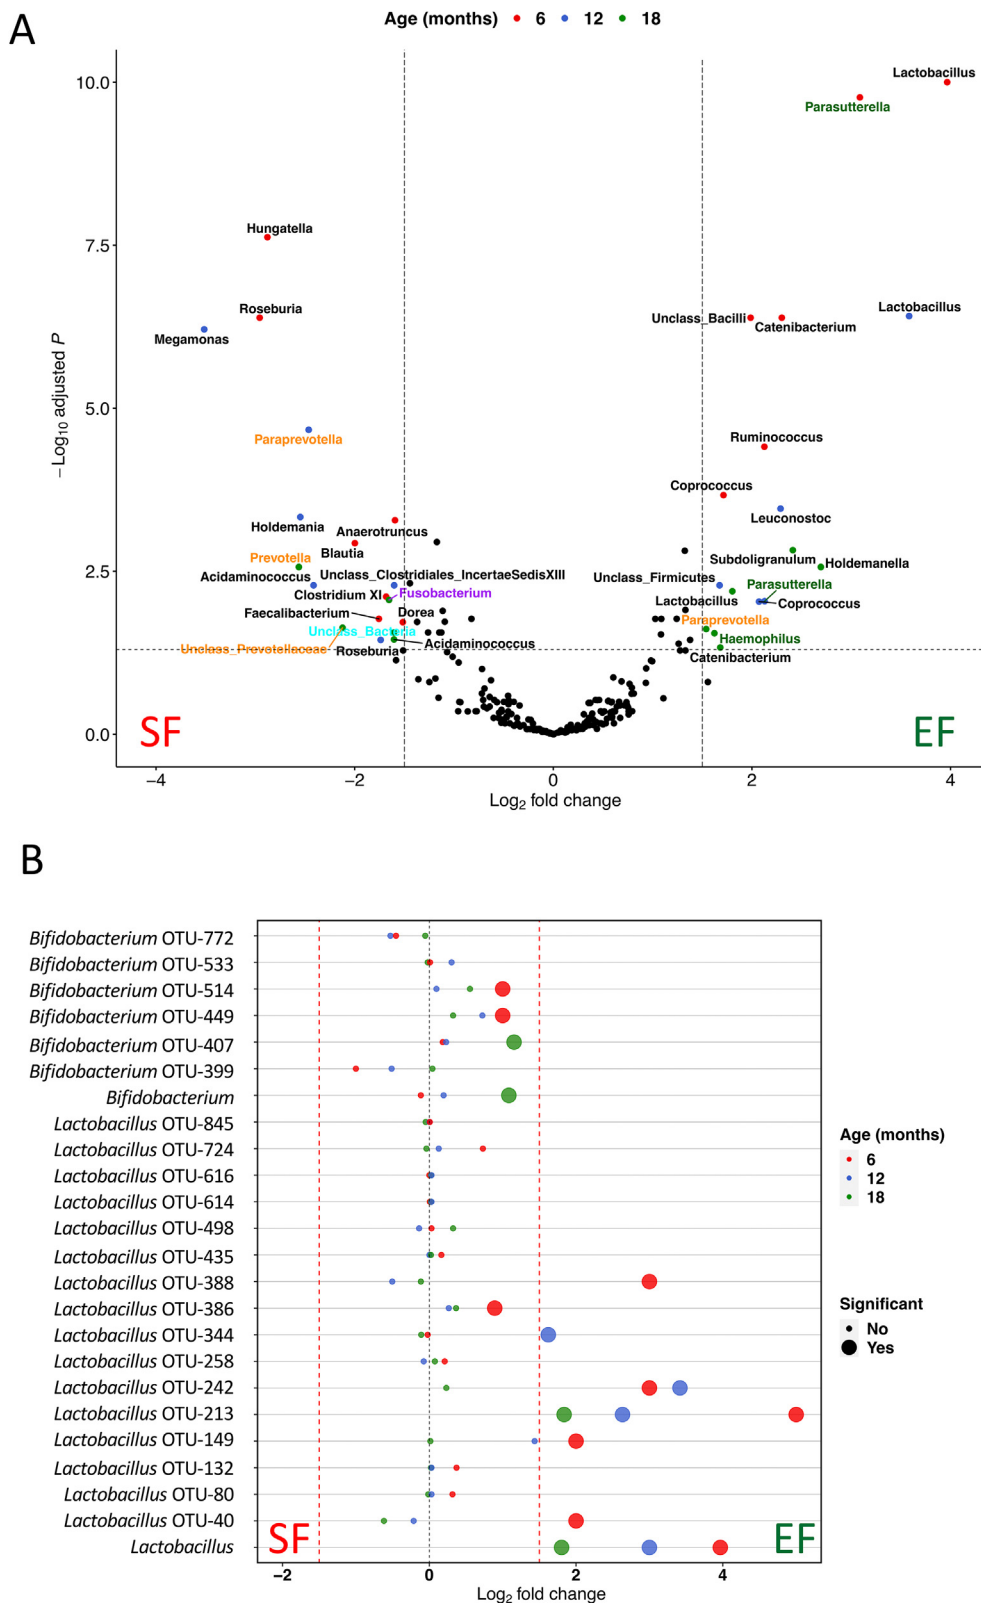 A
Age (months) 6 12 18
10.0
7.5
5.0
2.5
0.0
−Log10 adjusted P
Lactobacillus
Parasutterella
Hungatella
Roseburia
Megamonas
Lactobacillus
Unclass_Bacilli
Catenibacterium
Paraprevotella
Ruminococcus
Coprococcus
Leuconostoc
Holdemania
Anaerotruncus
Blautia
Prevotella
Subdoligranulum
Holdemanella
Acidaminococcus
Unclass_Clostridiales_IncertaeSedisXIII
Unclass_Firmicutes
Parasutterella
Clostridium XI
Fusobacterium
Lactobacillus
Coprococcus
Faecalibacterium
Dorea
Paraprevotella
Unclass_Bacteria
Haemophilus
Unclass_Prevotellaceae
Roseburia
Acidaminococcus
Catenibacterium
SF
EF
−4 −2 0 2 4
Log2 fold change
B
Bifidobacterium OTU-772
Bifidobacterium OTU-533
Bifidobacterium OTU-514
Bifidobacterium OTU-449
Bifidobacterium OTU-407
Bifidobacterium OTU-399
Bifidobacterium
Lactobacillus OTU-845
Lactobacillus OTU-724
Lactobacillus OTU-616
Lactobacillus OTU-614
Lactobacillus OTU-498
Lactobacillus OTU-435
Lactobacillus OTU-388
Lactobacillus OTU-386
Lactobacillus OTU-344
Lactobacillus OTU-258
Lactobacillus OTU-242
Lactobacillus OTU-213
Lactobacillus OTU-149
Lactobacillus OTU-132
Lactobacillus OTU-80
Lactobacillus OTU-40
Lactobacillus
SF
EF
−2 0 2 4
Log2 fold change
Age (months)
6
12
18
Significant
No
Yes